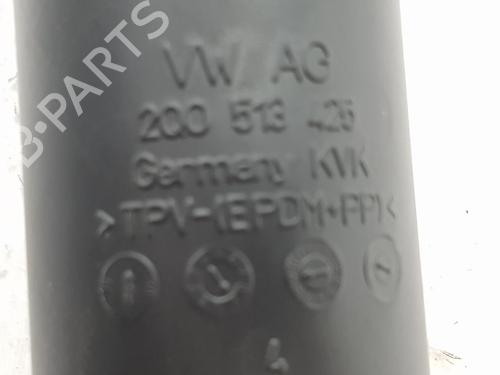 VW AG
2Q0 513 425
Germany KVK
>TPV-(EPDM+PP)<
B-PARTS